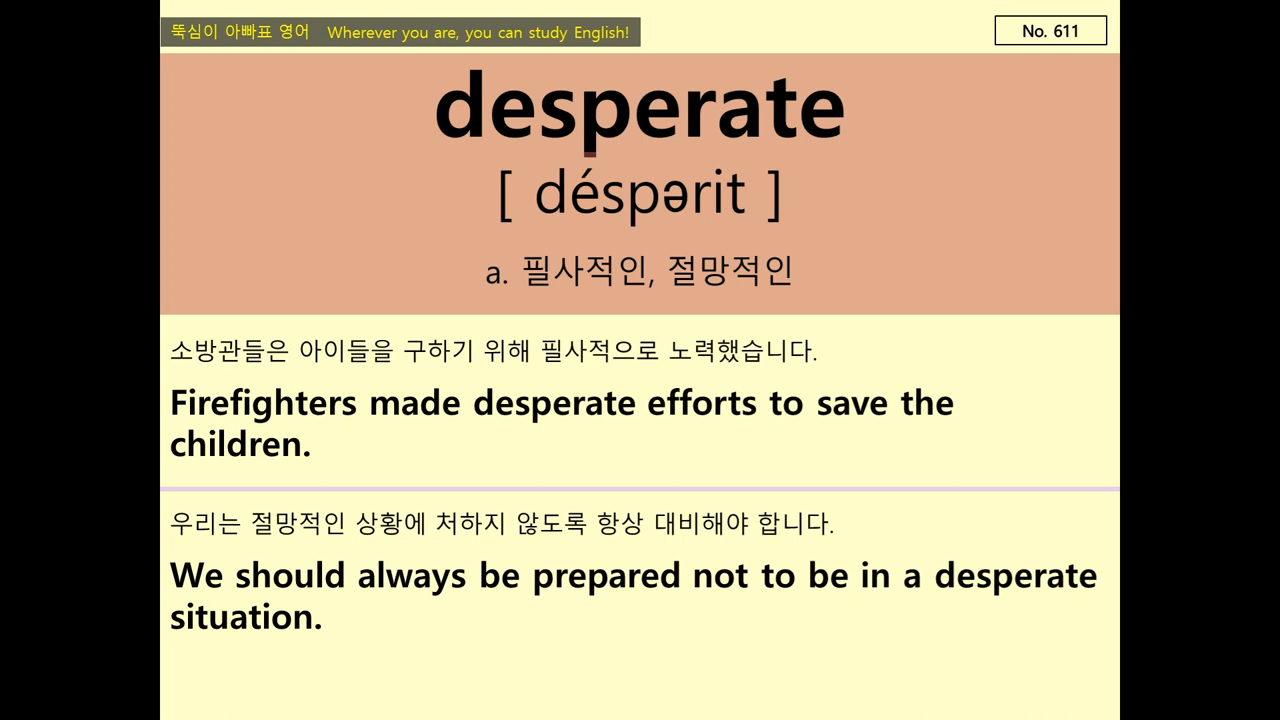 뚝심이 아빠표 영어 Wherever you are, you can study English!
No. 611
desperate
[ déspərit ]
a. 필사적인, 절망적인
소방관들은 아이들을 구하기 위해 필사적으로 노력했습니다.
Firefighters made desperate efforts to save the
children.
우리는 절망적인 상황에 처하지 않도록 항상 대비해야 합니다.
We should always be prepared not to be in a desperate
situation.